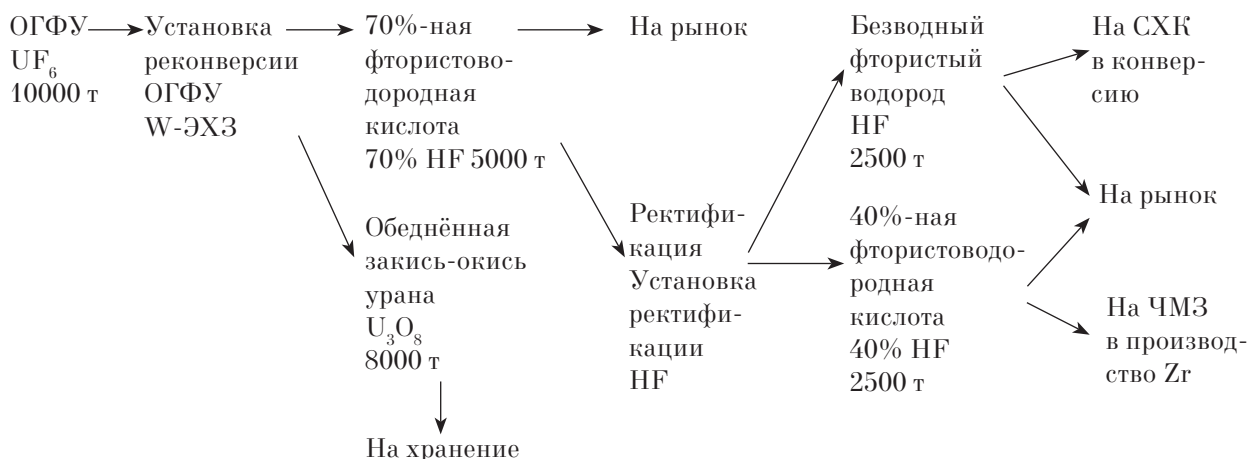 ОГФУ
UF₆
10000 т
Установка
реконверсии
ОГФУ
W-ЭХЗ
70%-ная
фтористово-
дородная
кислота
70% HF 5000 т
На рынок
Обеднённая
закись-окись
урана
U₃O₈
8000 т
На хранение
Ректифи-
кация
Установка
ректифи-
кации
HF
Безводный
фтористый
водород
HF
2500 т
40%-ная
фтористоводо-
родная
кислота
40% HF
2500 т
На СХК
в конвер-
сию
На рынок
На ЧМЗ
в производ-
ство Zr